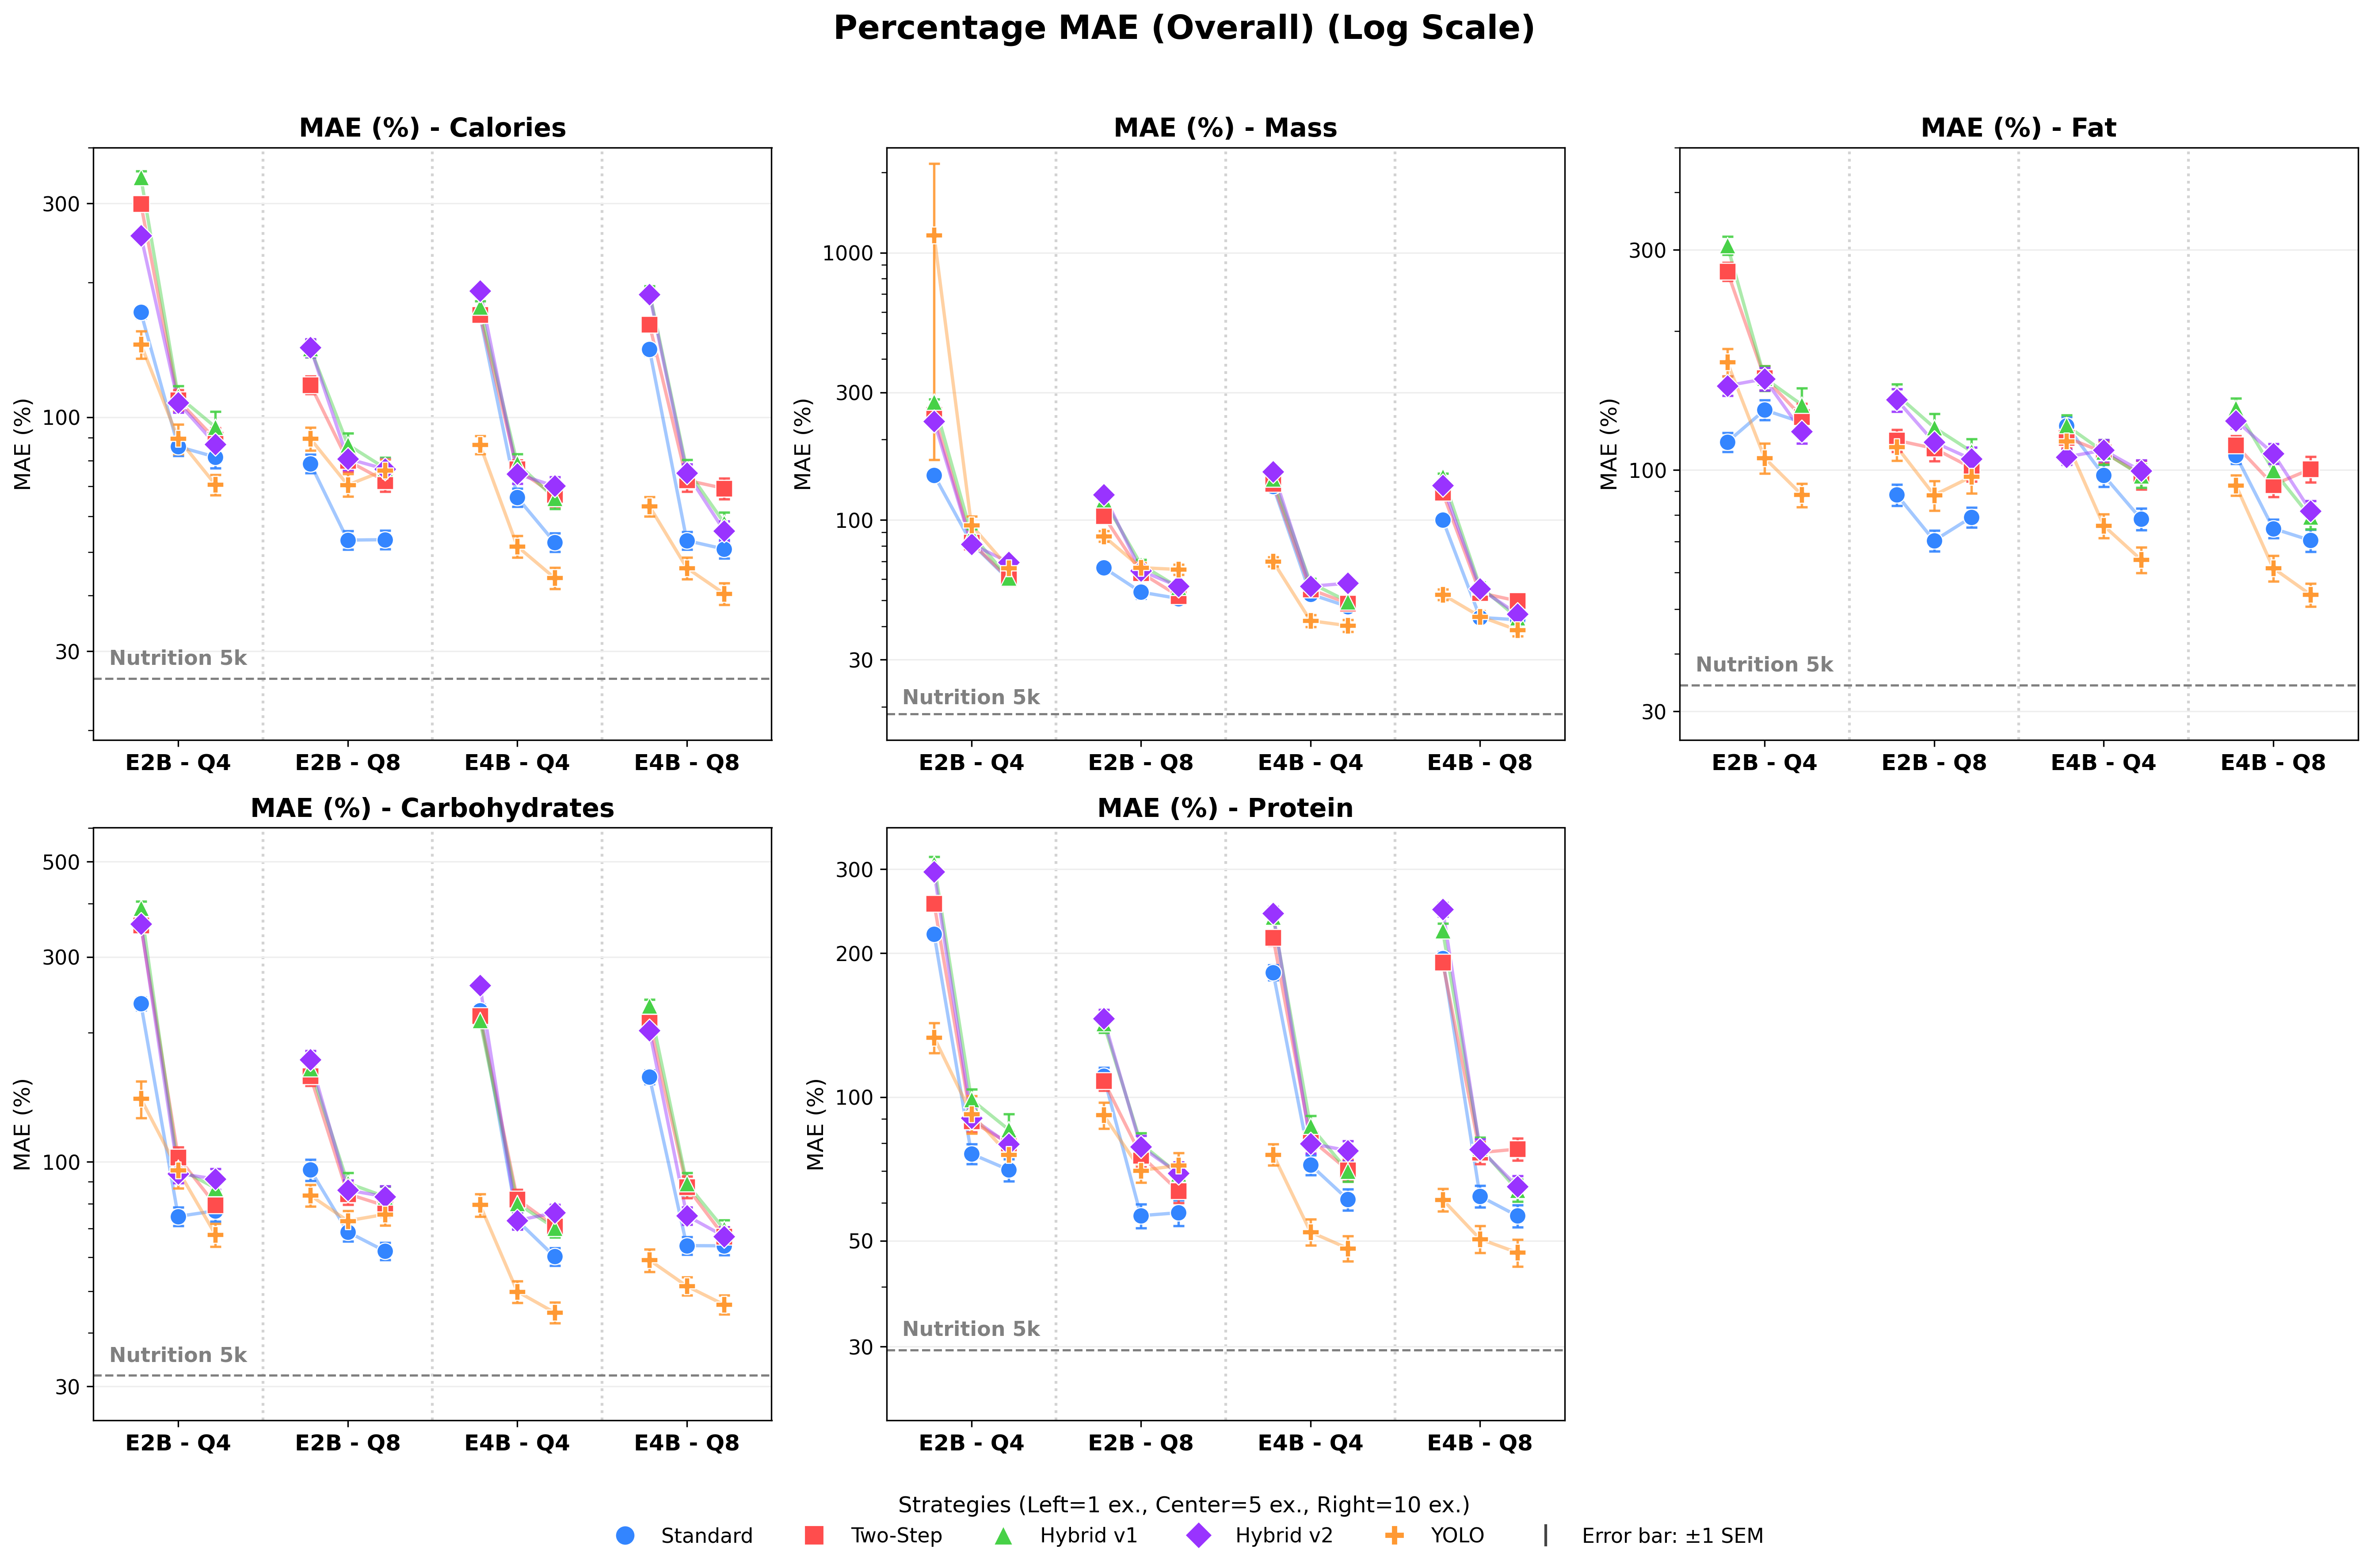 Percentage MAE (Overall) (Log Scale)
MAE (%) - Calories
MAE (%)
300
100
30
Nutrition 5k
E2B - Q4
E2B - Q8
E4B - Q4
E4B - Q8
MAE (%) - Mass
MAE (%)
1000
300
100
30
Nutrition 5k
E2B - Q4
E2B - Q8
E4B - Q4
E4B - Q8
MAE (%) - Fat
MAE (%)
300
100
30
Nutrition 5k
E2B - Q4
E2B - Q8
E4B - Q4
E4B - Q8
MAE (%) - Carbohydrates
MAE (%)
500
300
100
30
Nutrition 5k
E2B - Q4
E2B - Q8
E4B - Q4
E4B - Q8
MAE (%) - Protein
MAE (%)
300
200
100
50
30
Nutrition 5k
E2B - Q4
E2B - Q8
E4B - Q4
E4B - Q8
Strategies (Left=1 ex., Center=5 ex., Right=10 ex.)
Standard
Two-Step
Hybrid v1
Hybrid v2
YOLO
Error bar: ±1 SEM